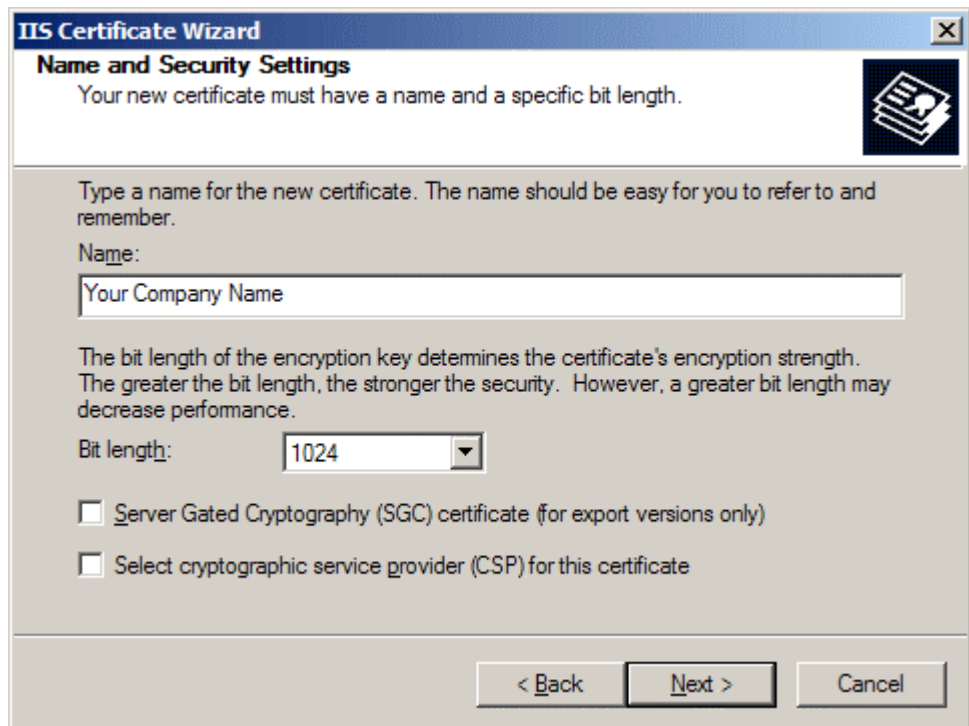 IIS Certificate Wizard
Name and Security Settings
Your new certificate must have a name and a specific bit length.
Type a name for the new certificate. The name should be easy for you to refer to and
remember.
Name:
Your Company Name
The bit length of the encryption key determines the certificate's encryption strength.
The greater the bit length, the stronger the security.  However, a greater bit length may
decrease performance.
Bit length:
1024
Server Gated Cryptography (SGC) certificate (for export versions only)
Select cryptographic service provider (CSP) for this certificate
< Back
Next >
Cancel